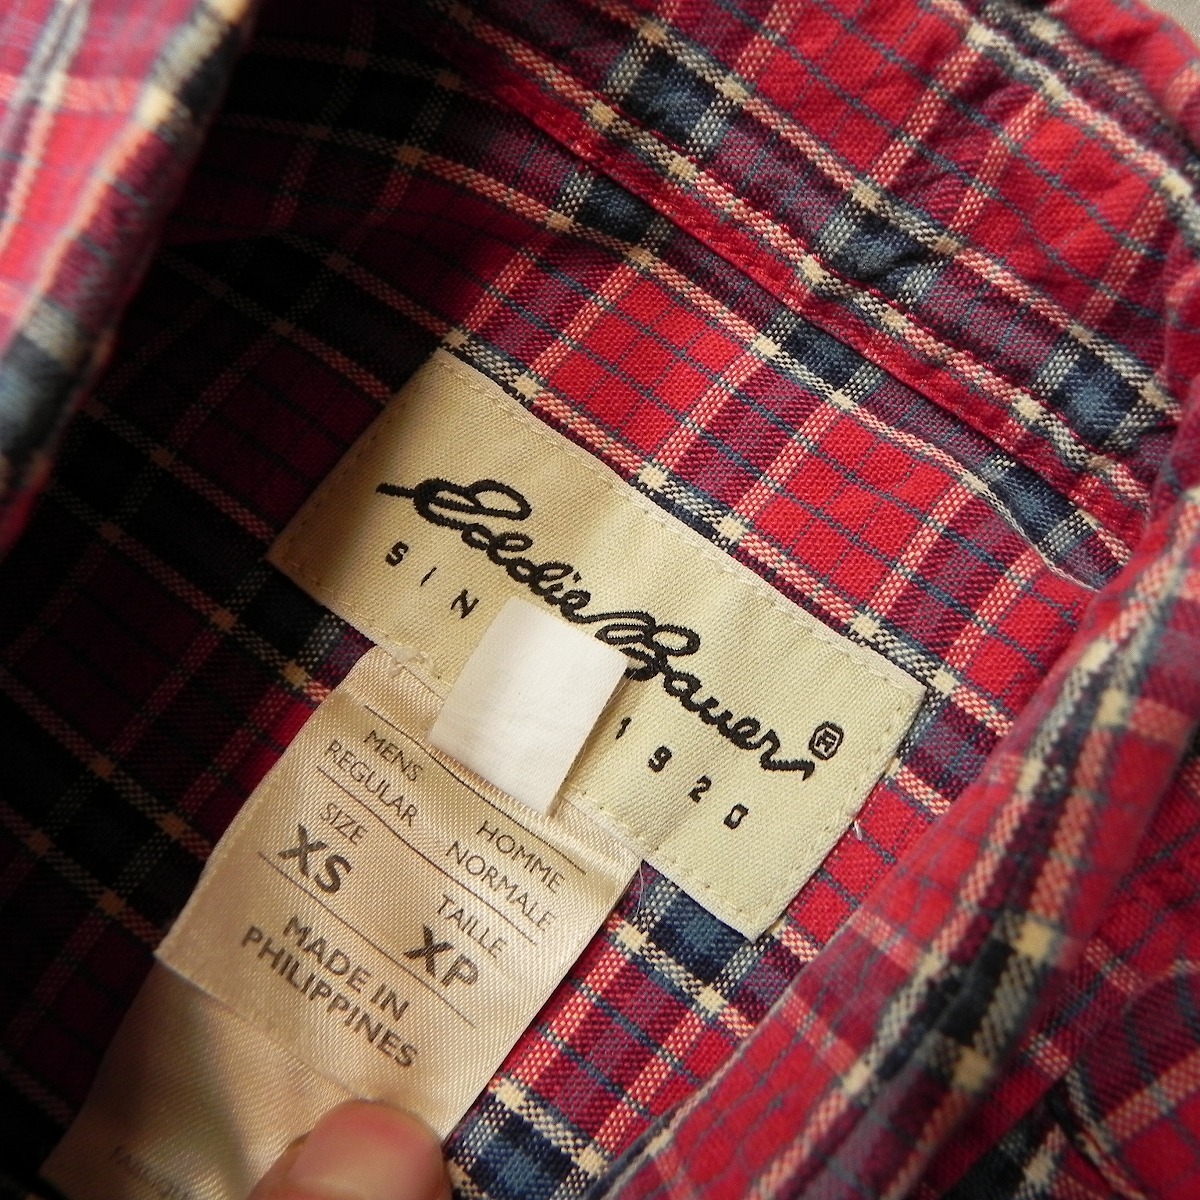 Eddie Bauer ®
SIN 1920
MENS
REGULAR
SIZE
XS
HOMME
NORMALE
TAILLE
XP
MADE IN
PHILIPPINES